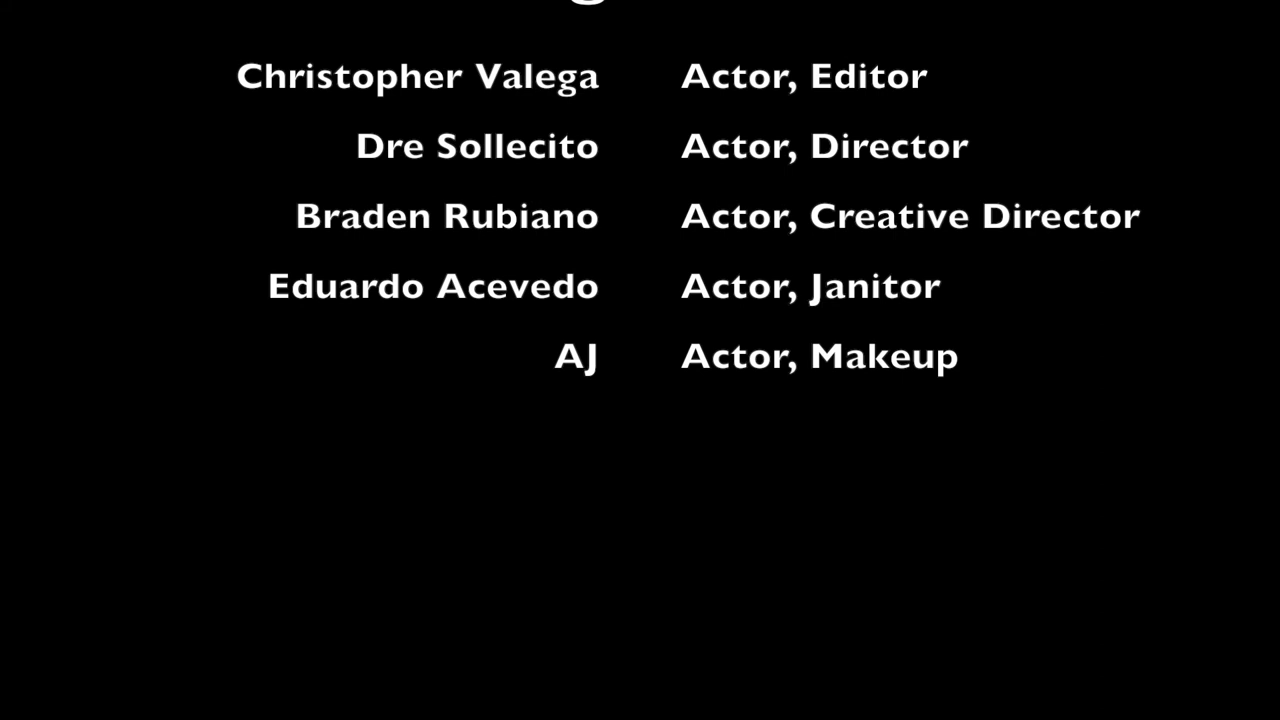 Christopher Valega Actor, Editor
Dre Sollecito Actor, Director
Braden Rubiano Actor, Creative Director
Eduardo Acevedo Actor, Janitor
AJ Actor, Makeup